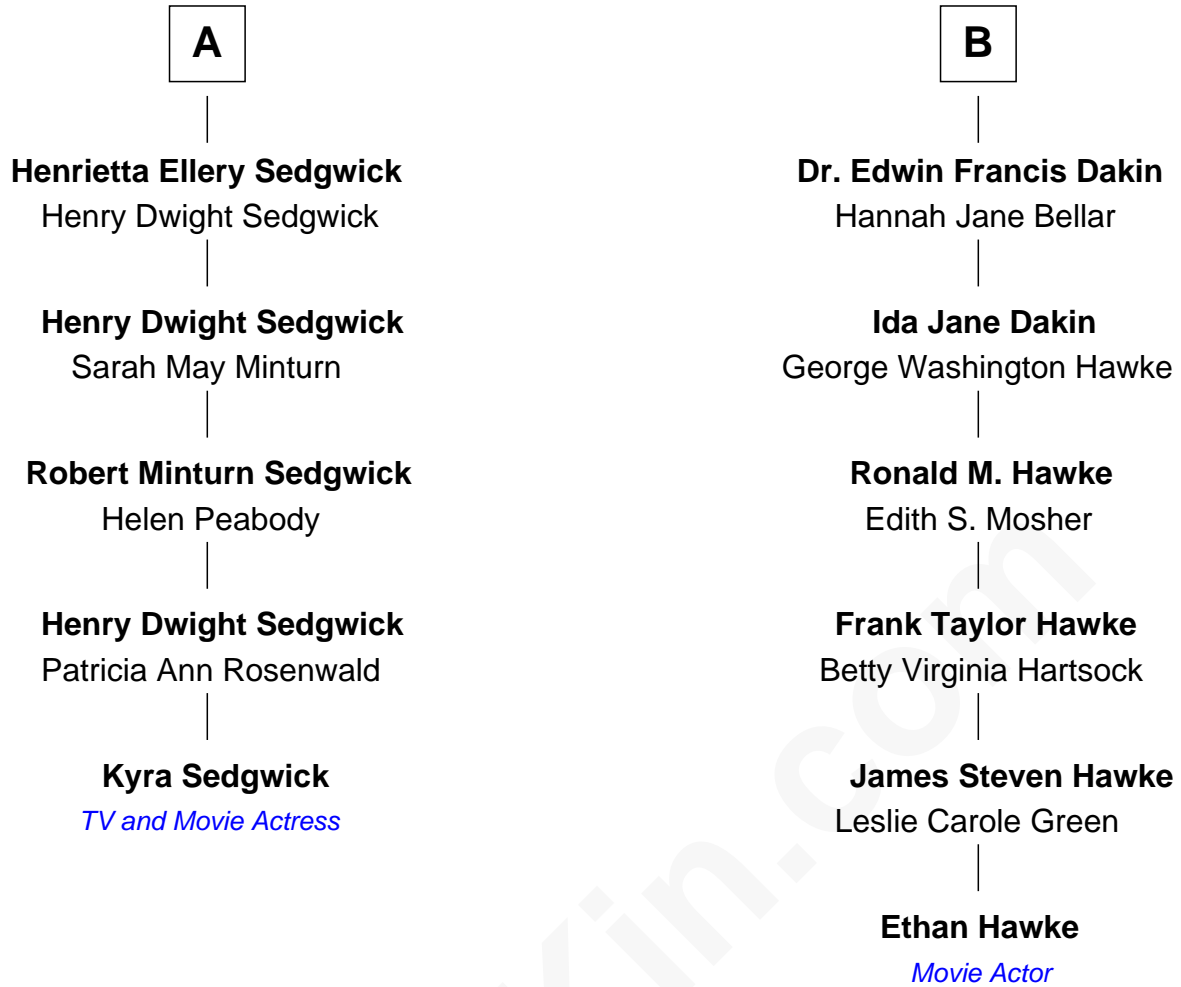 A
Henrietta Ellery Sedgwick
Henry Dwight Sedgwick
Henry Dwight Sedgwick
Sarah May Minturn
Robert Minturn Sedgwick
Helen Peabody
Henry Dwight Sedgwick
Patricia Ann Rosenwald
Kyra Sedgwick
TV and Movie Actress
B
Dr. Edwin Francis Dakin
Hannah Jane Bellar
Ida Jane Dakin
George Washington Hawke
Ronald M. Hawke
Edith S. Mosher
Frank Taylor Hawke
Betty Virginia Hartsock
James Steven Hawke
Leslie Carole Green
Ethan Hawke
Movie Actor